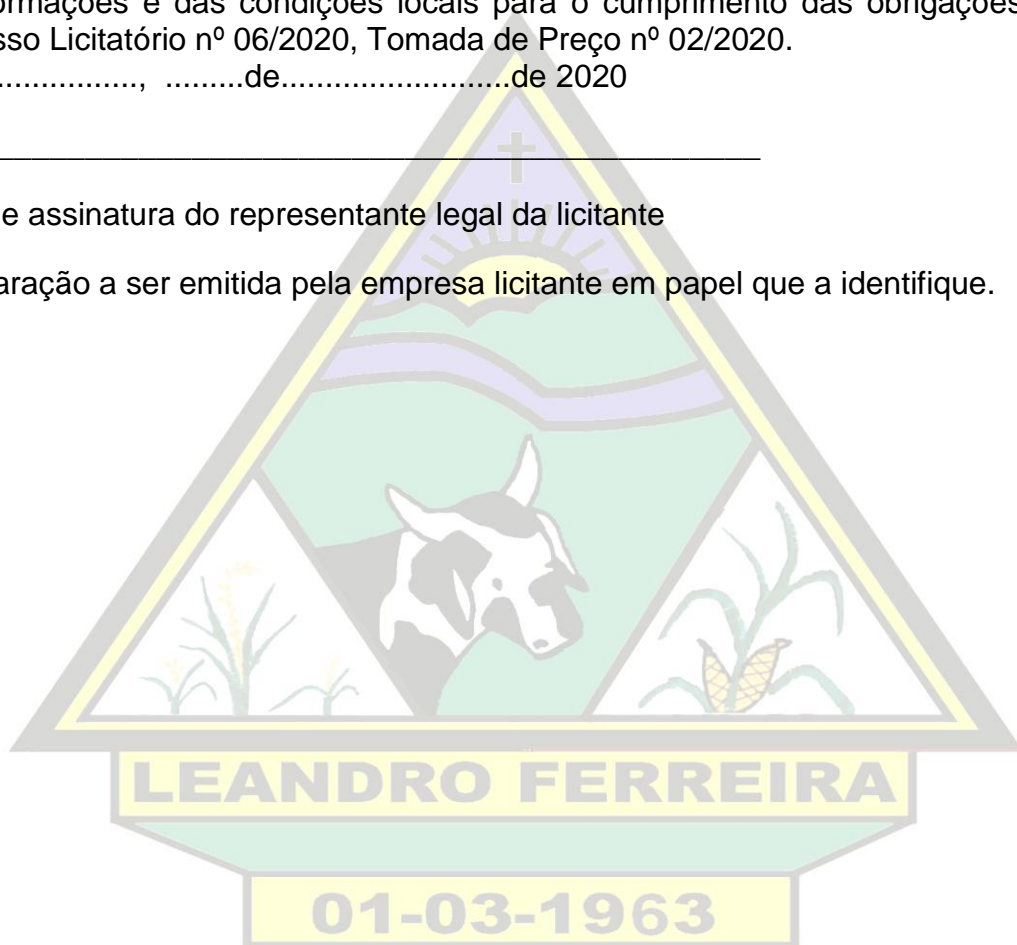 ormações e das condições locais para o cumprimento das obrigações
sso Licitatório nº 06/2020, Tomada de Preço nº 02/2020.
................, .........de..........................de 2020
___________________________________________
e assinatura do representante legal da licitante
aração a ser emitida pela empresa licitante em papel que a identifique.
LEANDRO FERREIRA
01-03-1963